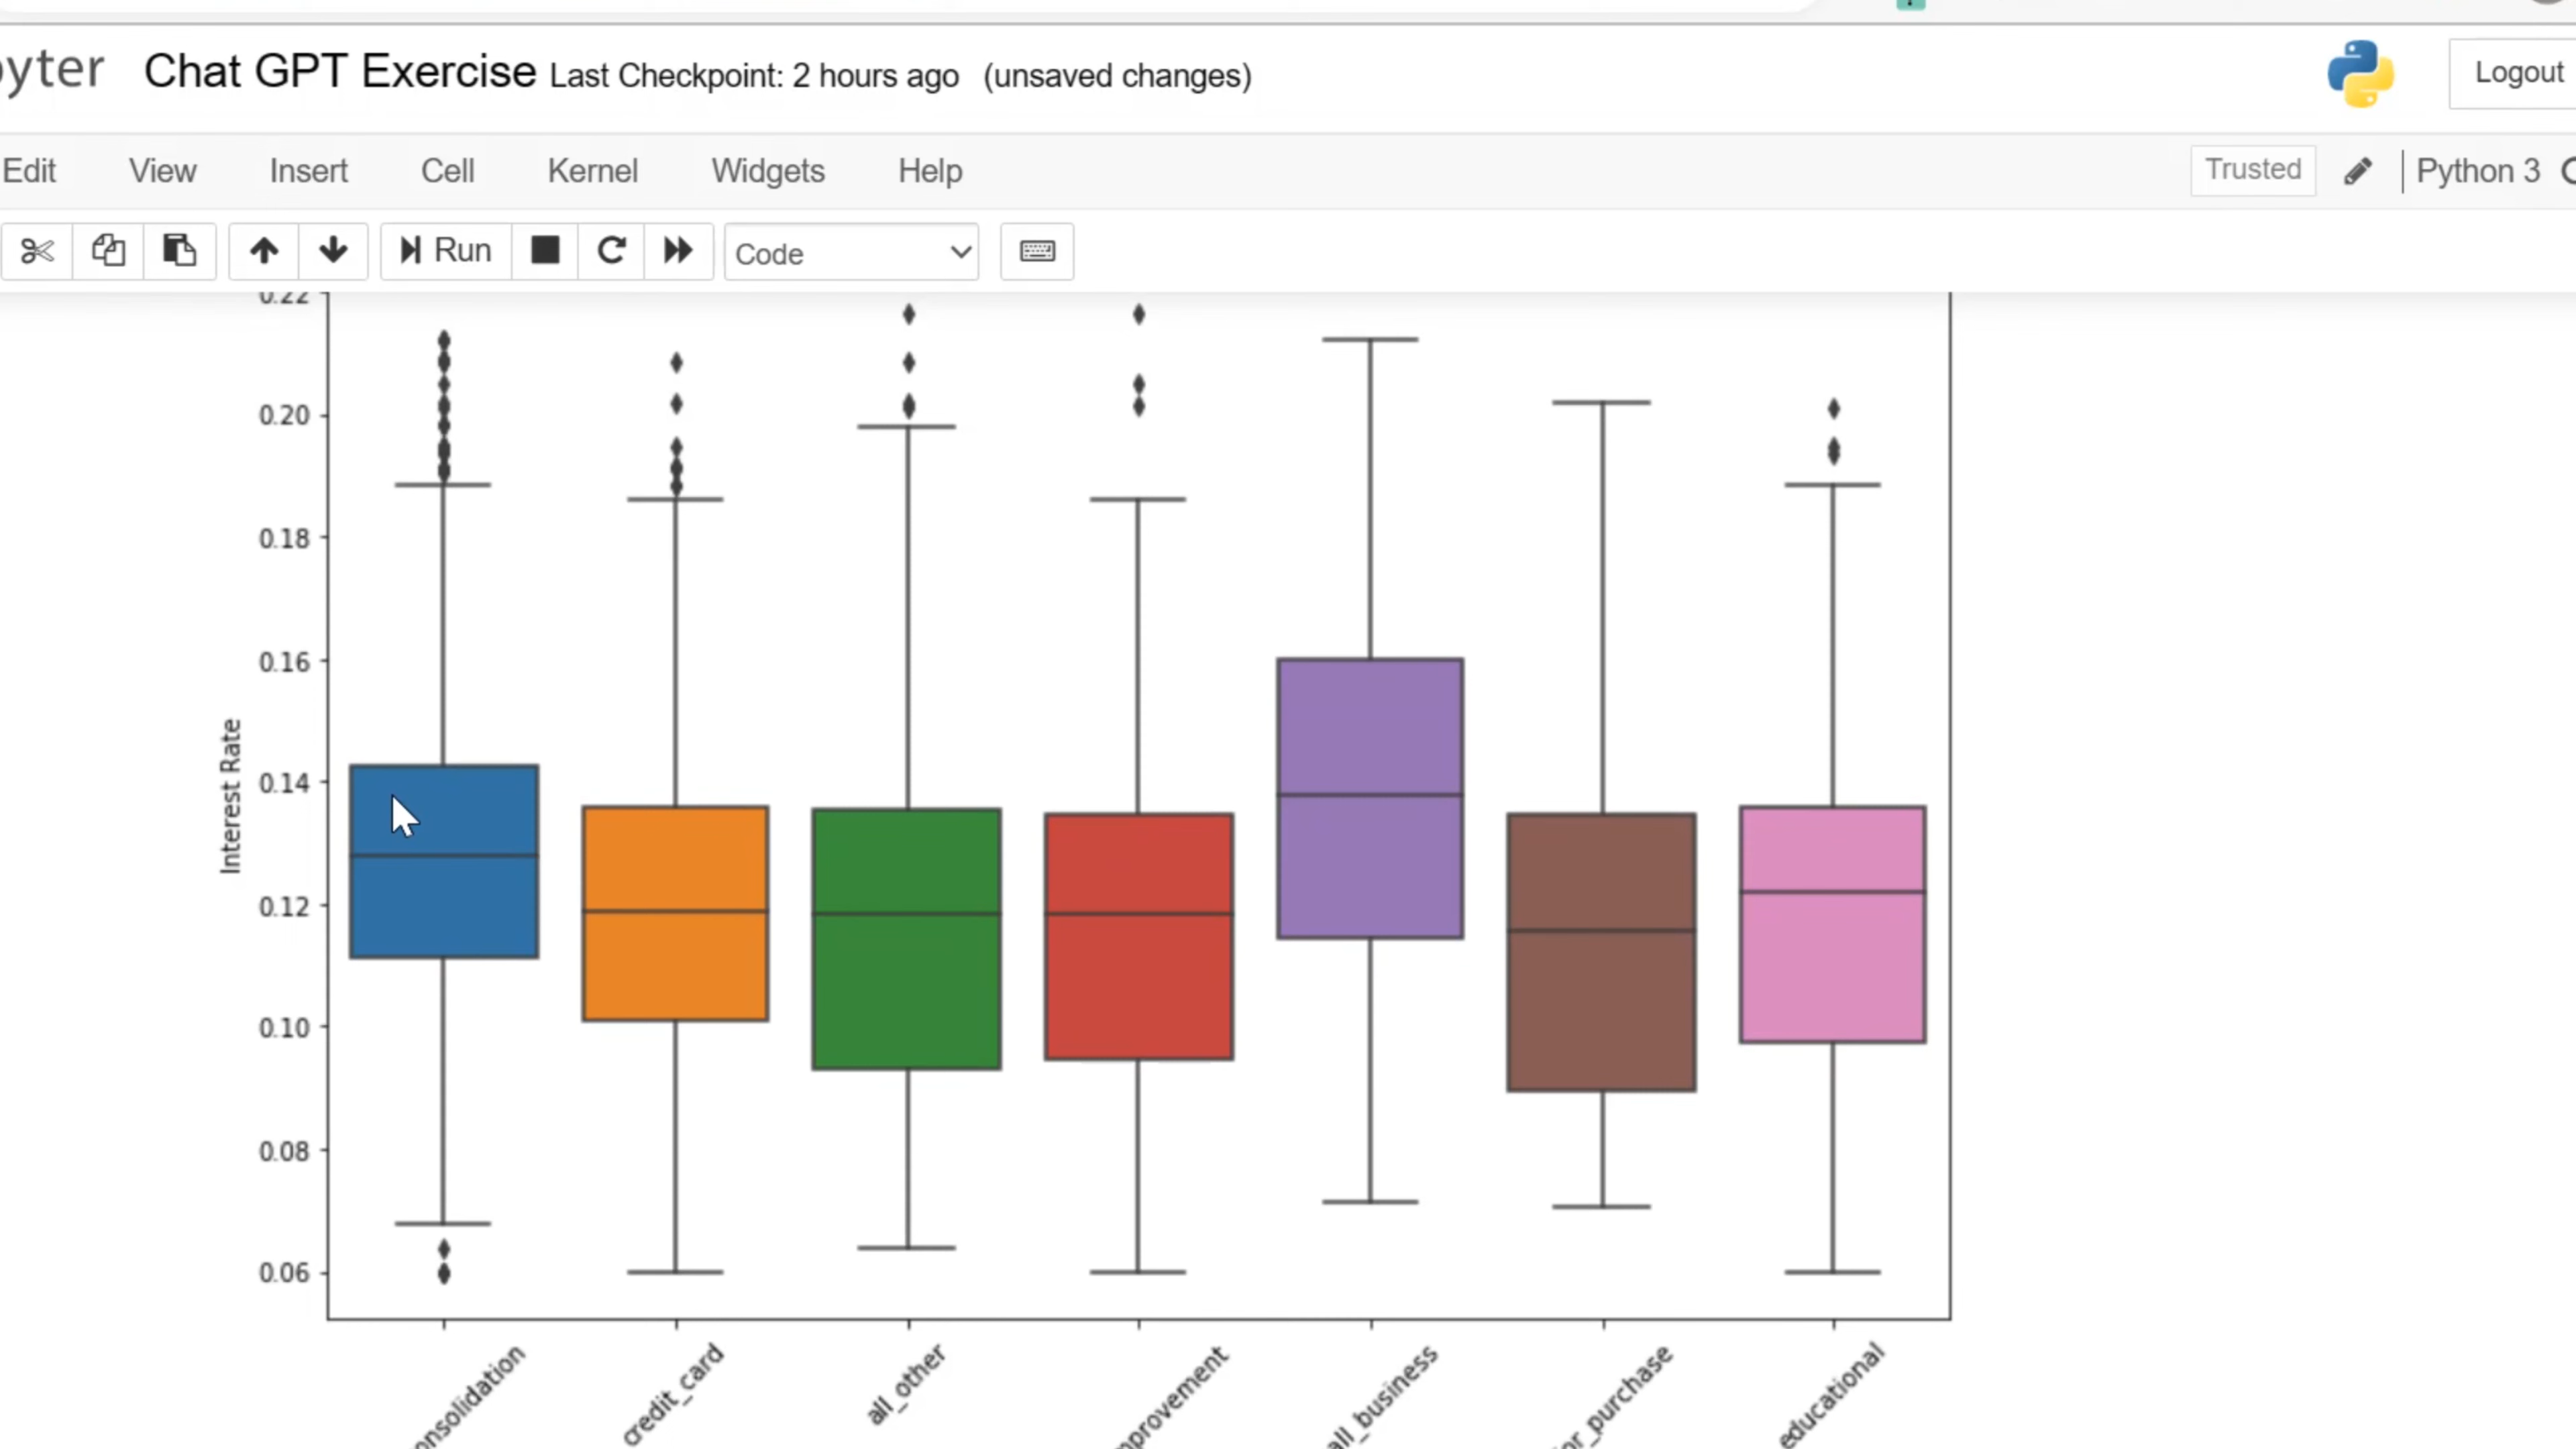 yter Chat GPT Exercise Last Checkpoint: 2 hours ago (unsaved changes) Logout
Edit View Insert Cell Kernel Widgets Help Trusted Python 3
Run Code
0.22
0.20
0.18
0.16
0.14
0.12
0.10
0.08
0.06
Interest Rate
onsolidation
credit_card
all_other
provement
all_business
or_purchase
educational